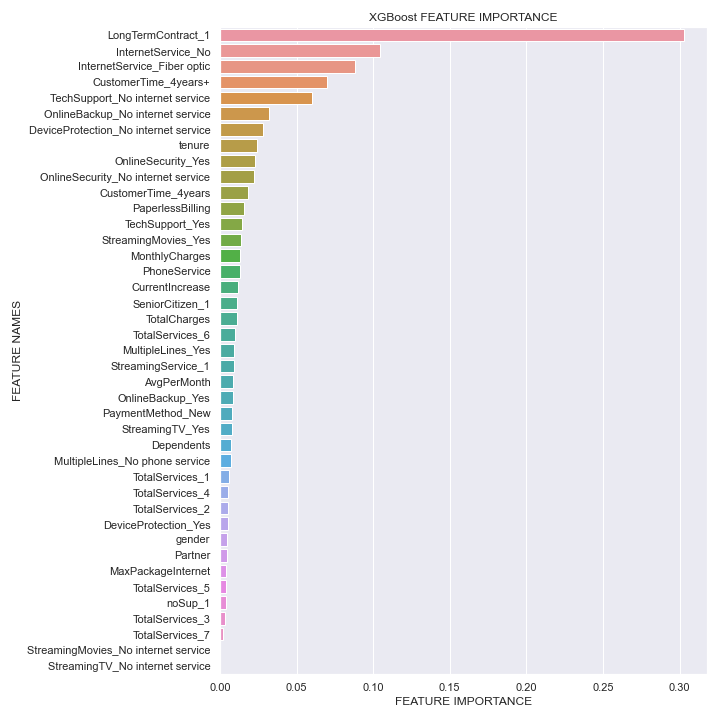 XGBoost FEATURE IMPORTANCE
FEATURE NAMES
LongTermContract_1
InternetService_No
InternetService_Fiber optic
CustomerTime_4years+
TechSupport_No internet service
OnlineBackup_No internet service
DeviceProtection_No internet service
tenure
OnlineSecurity_Yes
OnlineSecurity_No internet service
CustomerTime_4years
PaperlessBilling
TechSupport_Yes
StreamingMovies_Yes
MonthlyCharges
PhoneService
CurrentIncrease
SeniorCitizen_1
TotalCharges
TotalServices_6
MultipleLines_Yes
StreamingService_1
AvgPerMonth
OnlineBackup_Yes
PaymentMethod_New
StreamingTV_Yes
Dependents
MultipleLines_No phone service
TotalServices_1
TotalServices_4
TotalServices_2
DeviceProtection_Yes
gender
Partner
MaxPackageInternet
TotalServices_5
noSup_1
TotalServices_3
TotalServices_7
StreamingMovies_No internet service
StreamingTV_No internet service
0.00 0.05 0.10 0.15 0.20 0.25 0.30
FEATURE IMPORTANCE